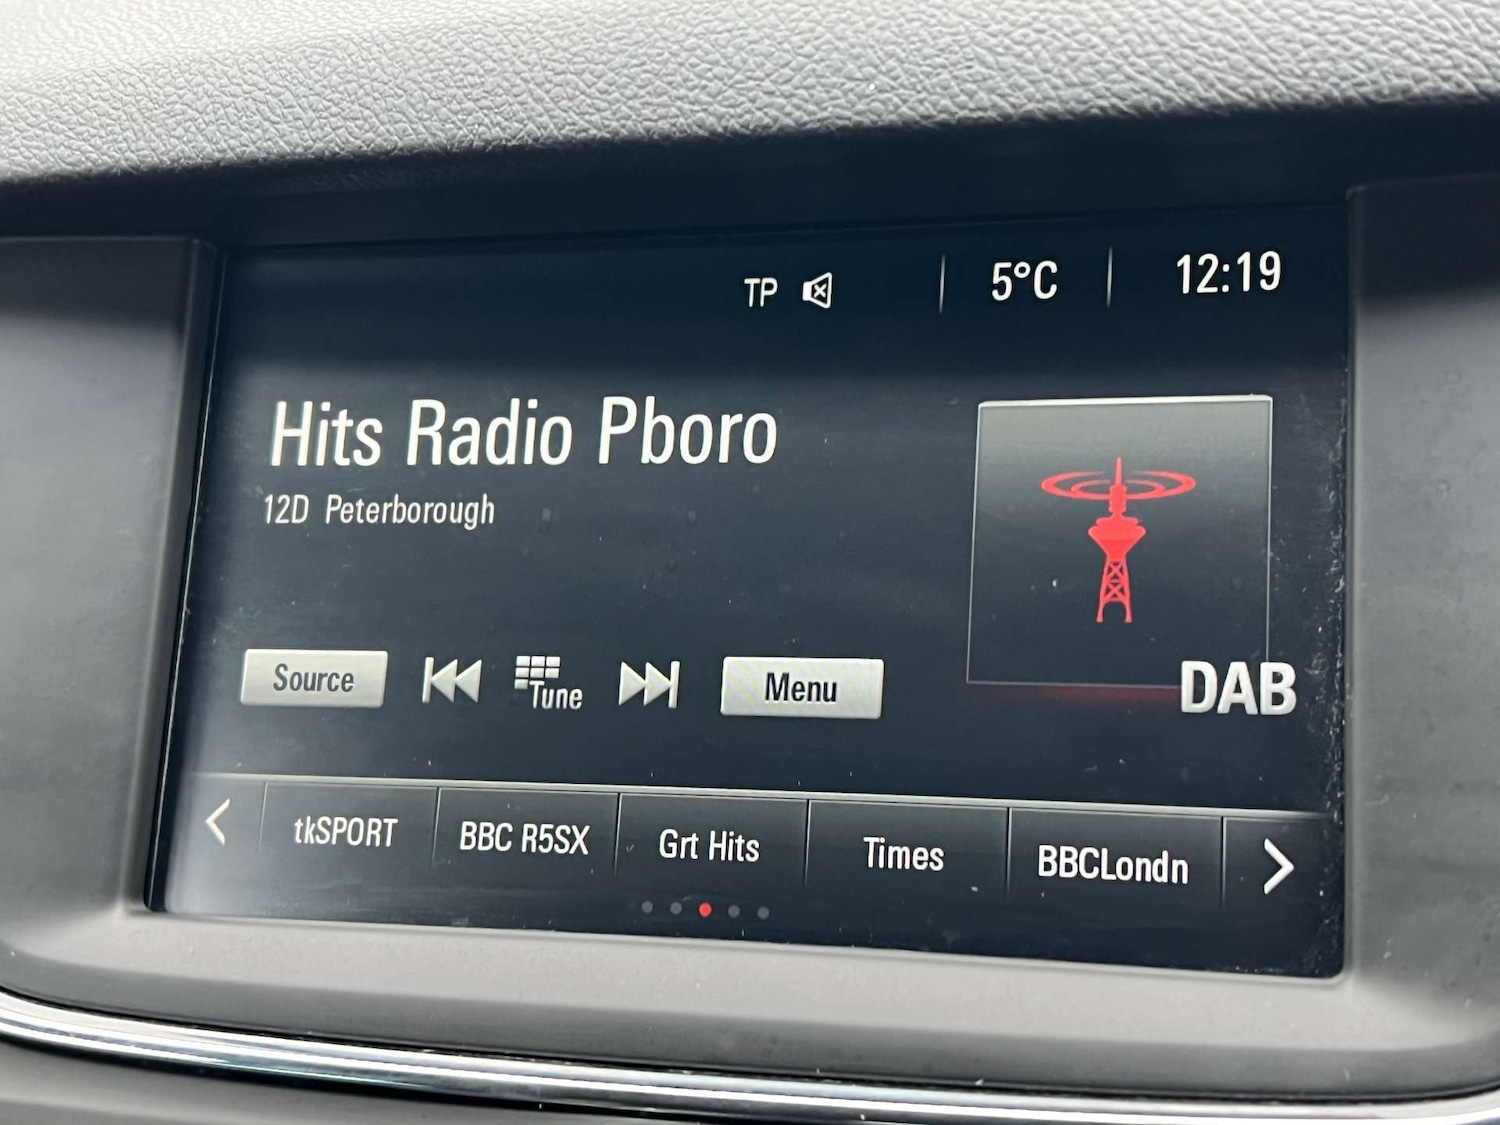 TP 5°C 12:19
Hits Radio Pboro
12D Peterborough
DAB
Source Tune Menu
tkSPORT BBC R5SX Grt Hits Times BBCLondn